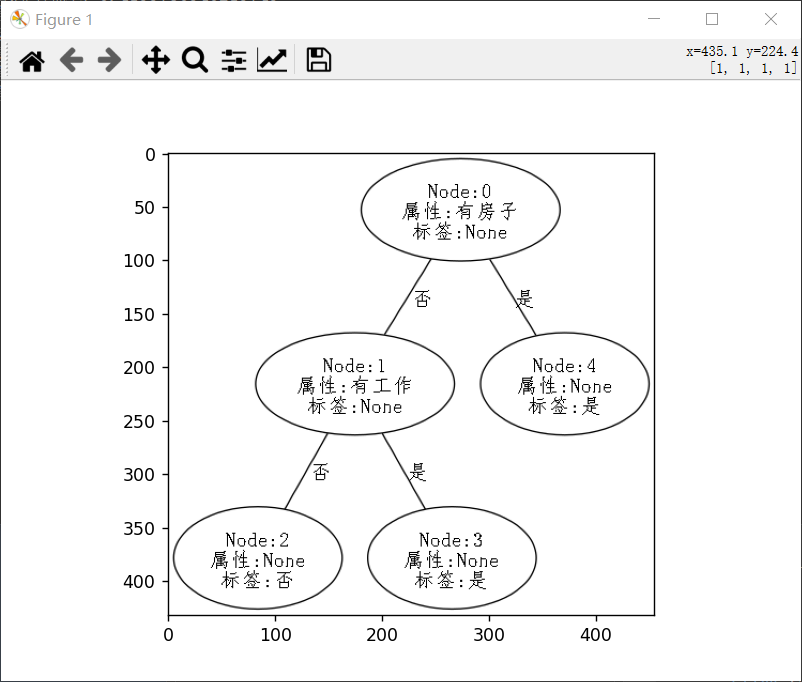 Figure 1
x=435.1 y=224.4
[1, 1, 1, 1]
0
50
100
150
200
250
300
350
400
Node:0
属性:有房子
标签:None
否
是
Node:1
属性:有工作
标签:None
Node:4
属性:None
标签:是
否
是
Node:2
属性:None
标签:否
Node:3
属性:None
标签:是
0
100
200
300
400